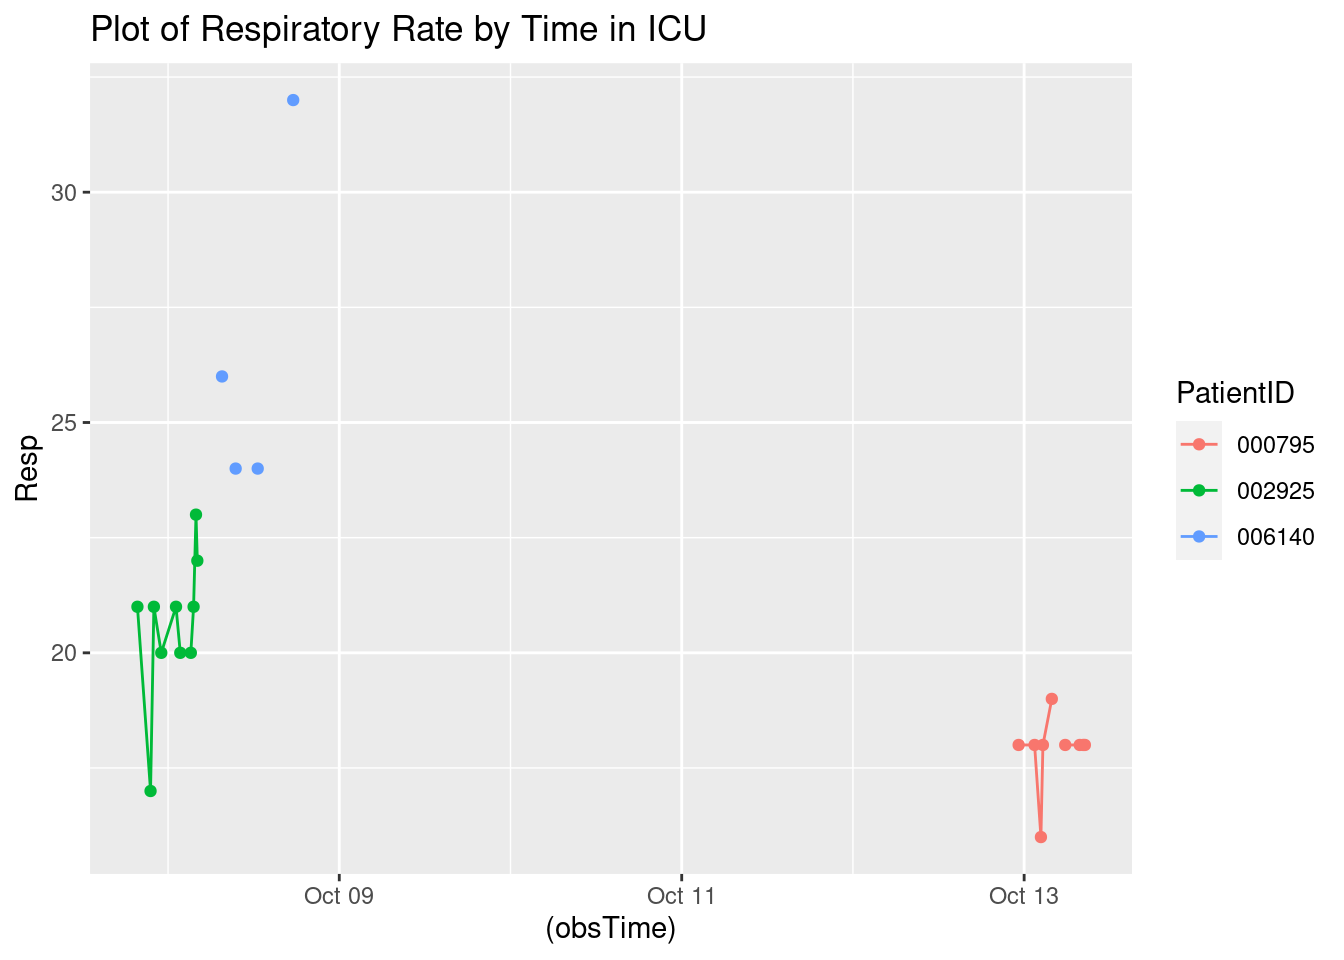 Plot of Respiratory Rate by Time in ICU
30
25
20
Resp
Oct 09
Oct 11
Oct 13
(obsTime)
PatientID
000795
002925
006140